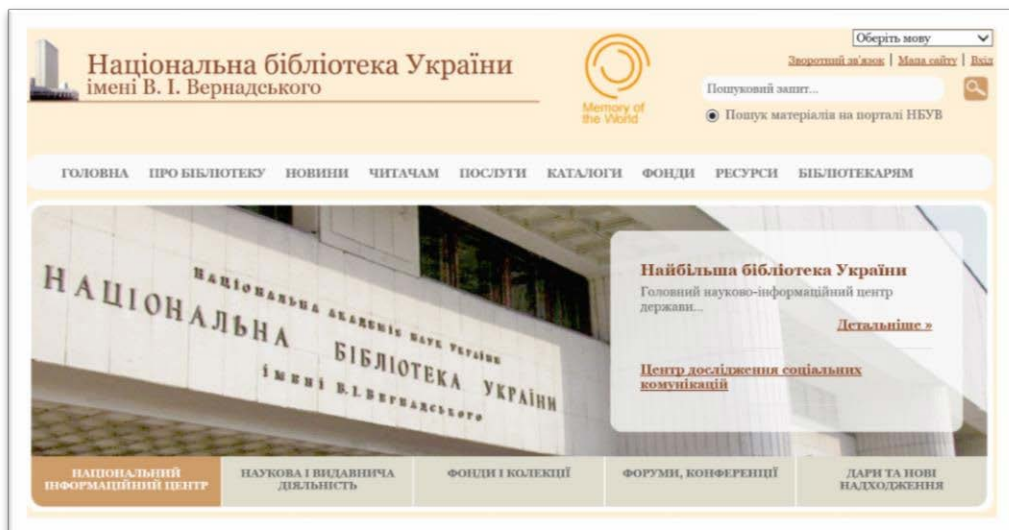 Національна бібліотека України
імені В. І. Вернадського
Memory of
the World
Оберіть мову
Зворотний зв'язок | Мапа сайту | Вхід
Пошуковий запит...
Пошук матеріалів на порталі НБУВ
ГОЛОВНА ПРО БІБЛІОТЕКУ НОВИНИ ЧИТАЧАМ ПОСЛУГИ КАТАЛОГИ ФОНДИ РЕСУРСИ БІБЛІОТЕКАРЯМ
НАЦІОНАЛЬНА АКАДЕМІЯ НАУК УКРАЇНИ
НАЦІОНАЛЬНА БІБЛІОТЕКА УКРАЇНИ
імені В.І.Вернадського
Найбільша бібліотека України
Головний науково-інформаційний центр
держави...
Детальніше »
Центр дослідження соціальних
комунікацій
НАЦІОНАЛЬНИЙ
ІНФОРМАЦІЙНИЙ ЦЕНТР
НАУКОВА І ВИДАВНИЧА
ДІЯЛЬНІСТЬ
ФОНДИ І КОЛЕКЦІЇ
ФОРУМИ, КОНФЕРЕНЦІЇ
ДАРИ ТА НОВІ
НАДХОДЖЕННЯ